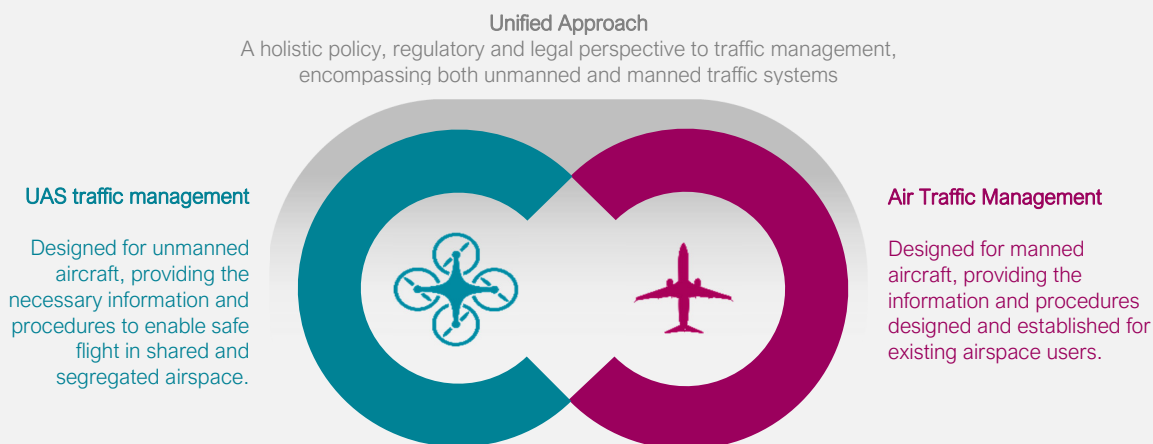 Unified Approach
A holistic policy, regulatory and legal perspective to traffic management,
encompassing both unmanned and manned traffic systems
UAS traffic management
Designed for unmanned
aircraft, providing the
necessary information and
procedures to enable safe
flight in shared and
segregated airspace.
Air Traffic Management
Designed for manned
aircraft, providing the
information and procedures
designed and established for
existing airspace users.